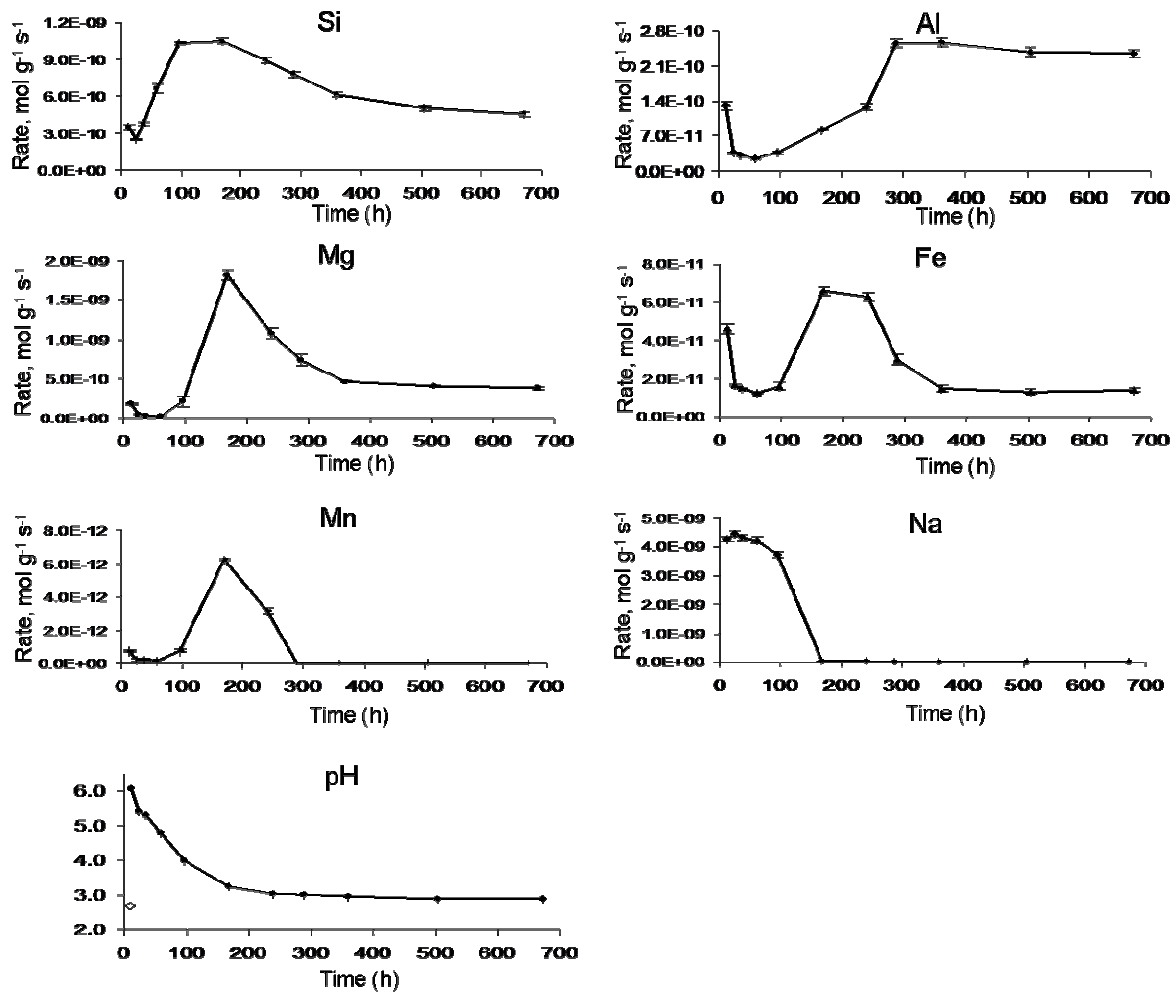 Si
Rate, mol g-1 s-1
1.2E-09
9.0E-10
6.0E-10
3.0E-10
0.0E+00
0 100 200 300 400 500 600 700
Time (h)
Al
Rate, mol g-1 s-1
2.8E-10
2.1E-10
1.4E-10
7.0E-11
0.0E+00
0 100 200 300 400 500 600 700
Time (h)
Mg
Rate, mol g-1 s-1
2.0E-09
1.5E-09
1.0E-09
5.0E-10
0.0E+00
0 100 200 300 400 500 600 700
Time (h)
Fe
Rate, mol g-1 s-1
8.0E-11
6.0E-11
4.0E-11
2.0E-11
0.0E+00
0 100 200 300 400 500 600 700
Time (h)
Mn
Rate, mol g-1 s-1
8.0E-12
6.0E-12
4.0E-12
2.0E-12
0.0E+00
0 100 200 300 400 500 600 700
Time (h)
Na
Rate, mol g-1 s-1
5.0E-09
4.0E-09
3.0E-09
2.0E-09
1.0E-09
0.0E+00
0 100 200 300 400 500 600 700
Time (h)
pH
6.0
5.0
4.0
3.0
2.0
0 100 200 300 400 500 600 700
Time (h)